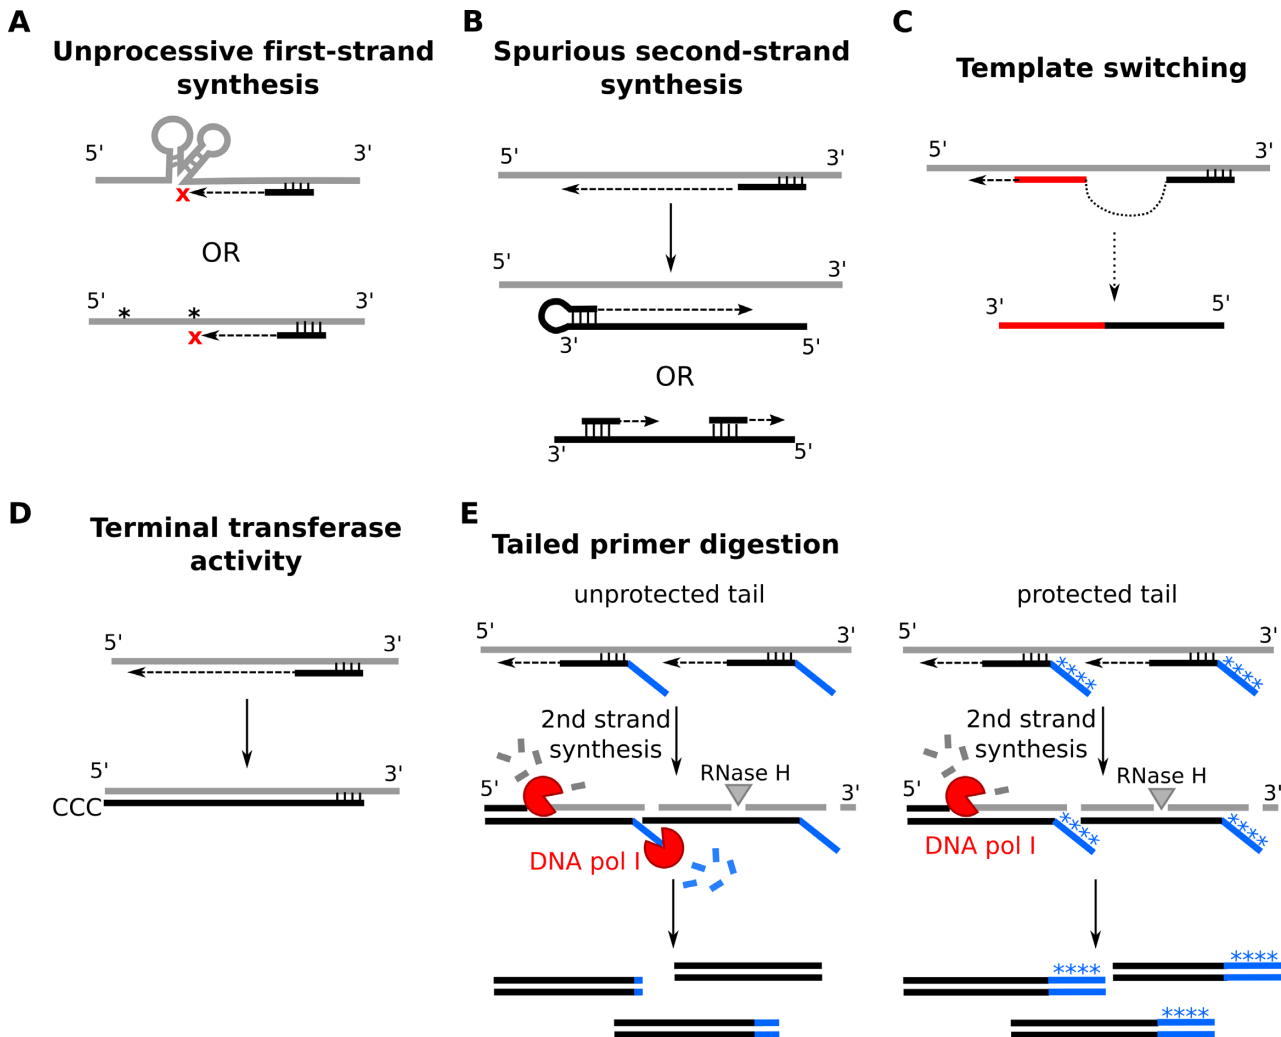 A
Unprocessive first-strand
synthesis
5'
3'
x
OR
5'
3'
*
*
x
B
Spurious second-strand
synthesis
5'
3'
5'
3'
3'
5'
OR
3'
5'
C
Template switching
5'
3'
3'
5'
D
Terminal transferase
activity
5'
3'
5'
3'
CCC
E
Tailed primer digestion
unprotected tail
5'
3'
2nd strand
synthesis
RNase H
5'
3'
DNA pol I
protected tail
5'
3'
****
****
2nd strand
synthesis
RNase H
5'
3'
****
****
DNA pol I
****
****
****